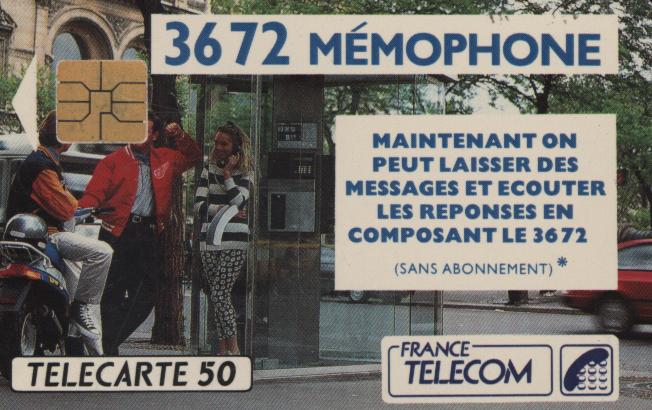 3672 MÉMOPHONE
MAINTENANT ON
PEUT LAISSER DES
MESSAGES ET ECOUTER
LES REPONSES EN
COMPOSANT LE 3672
(SANS ABONNEMENT) *
TELECARTE 50
FRANCE
TELECOM